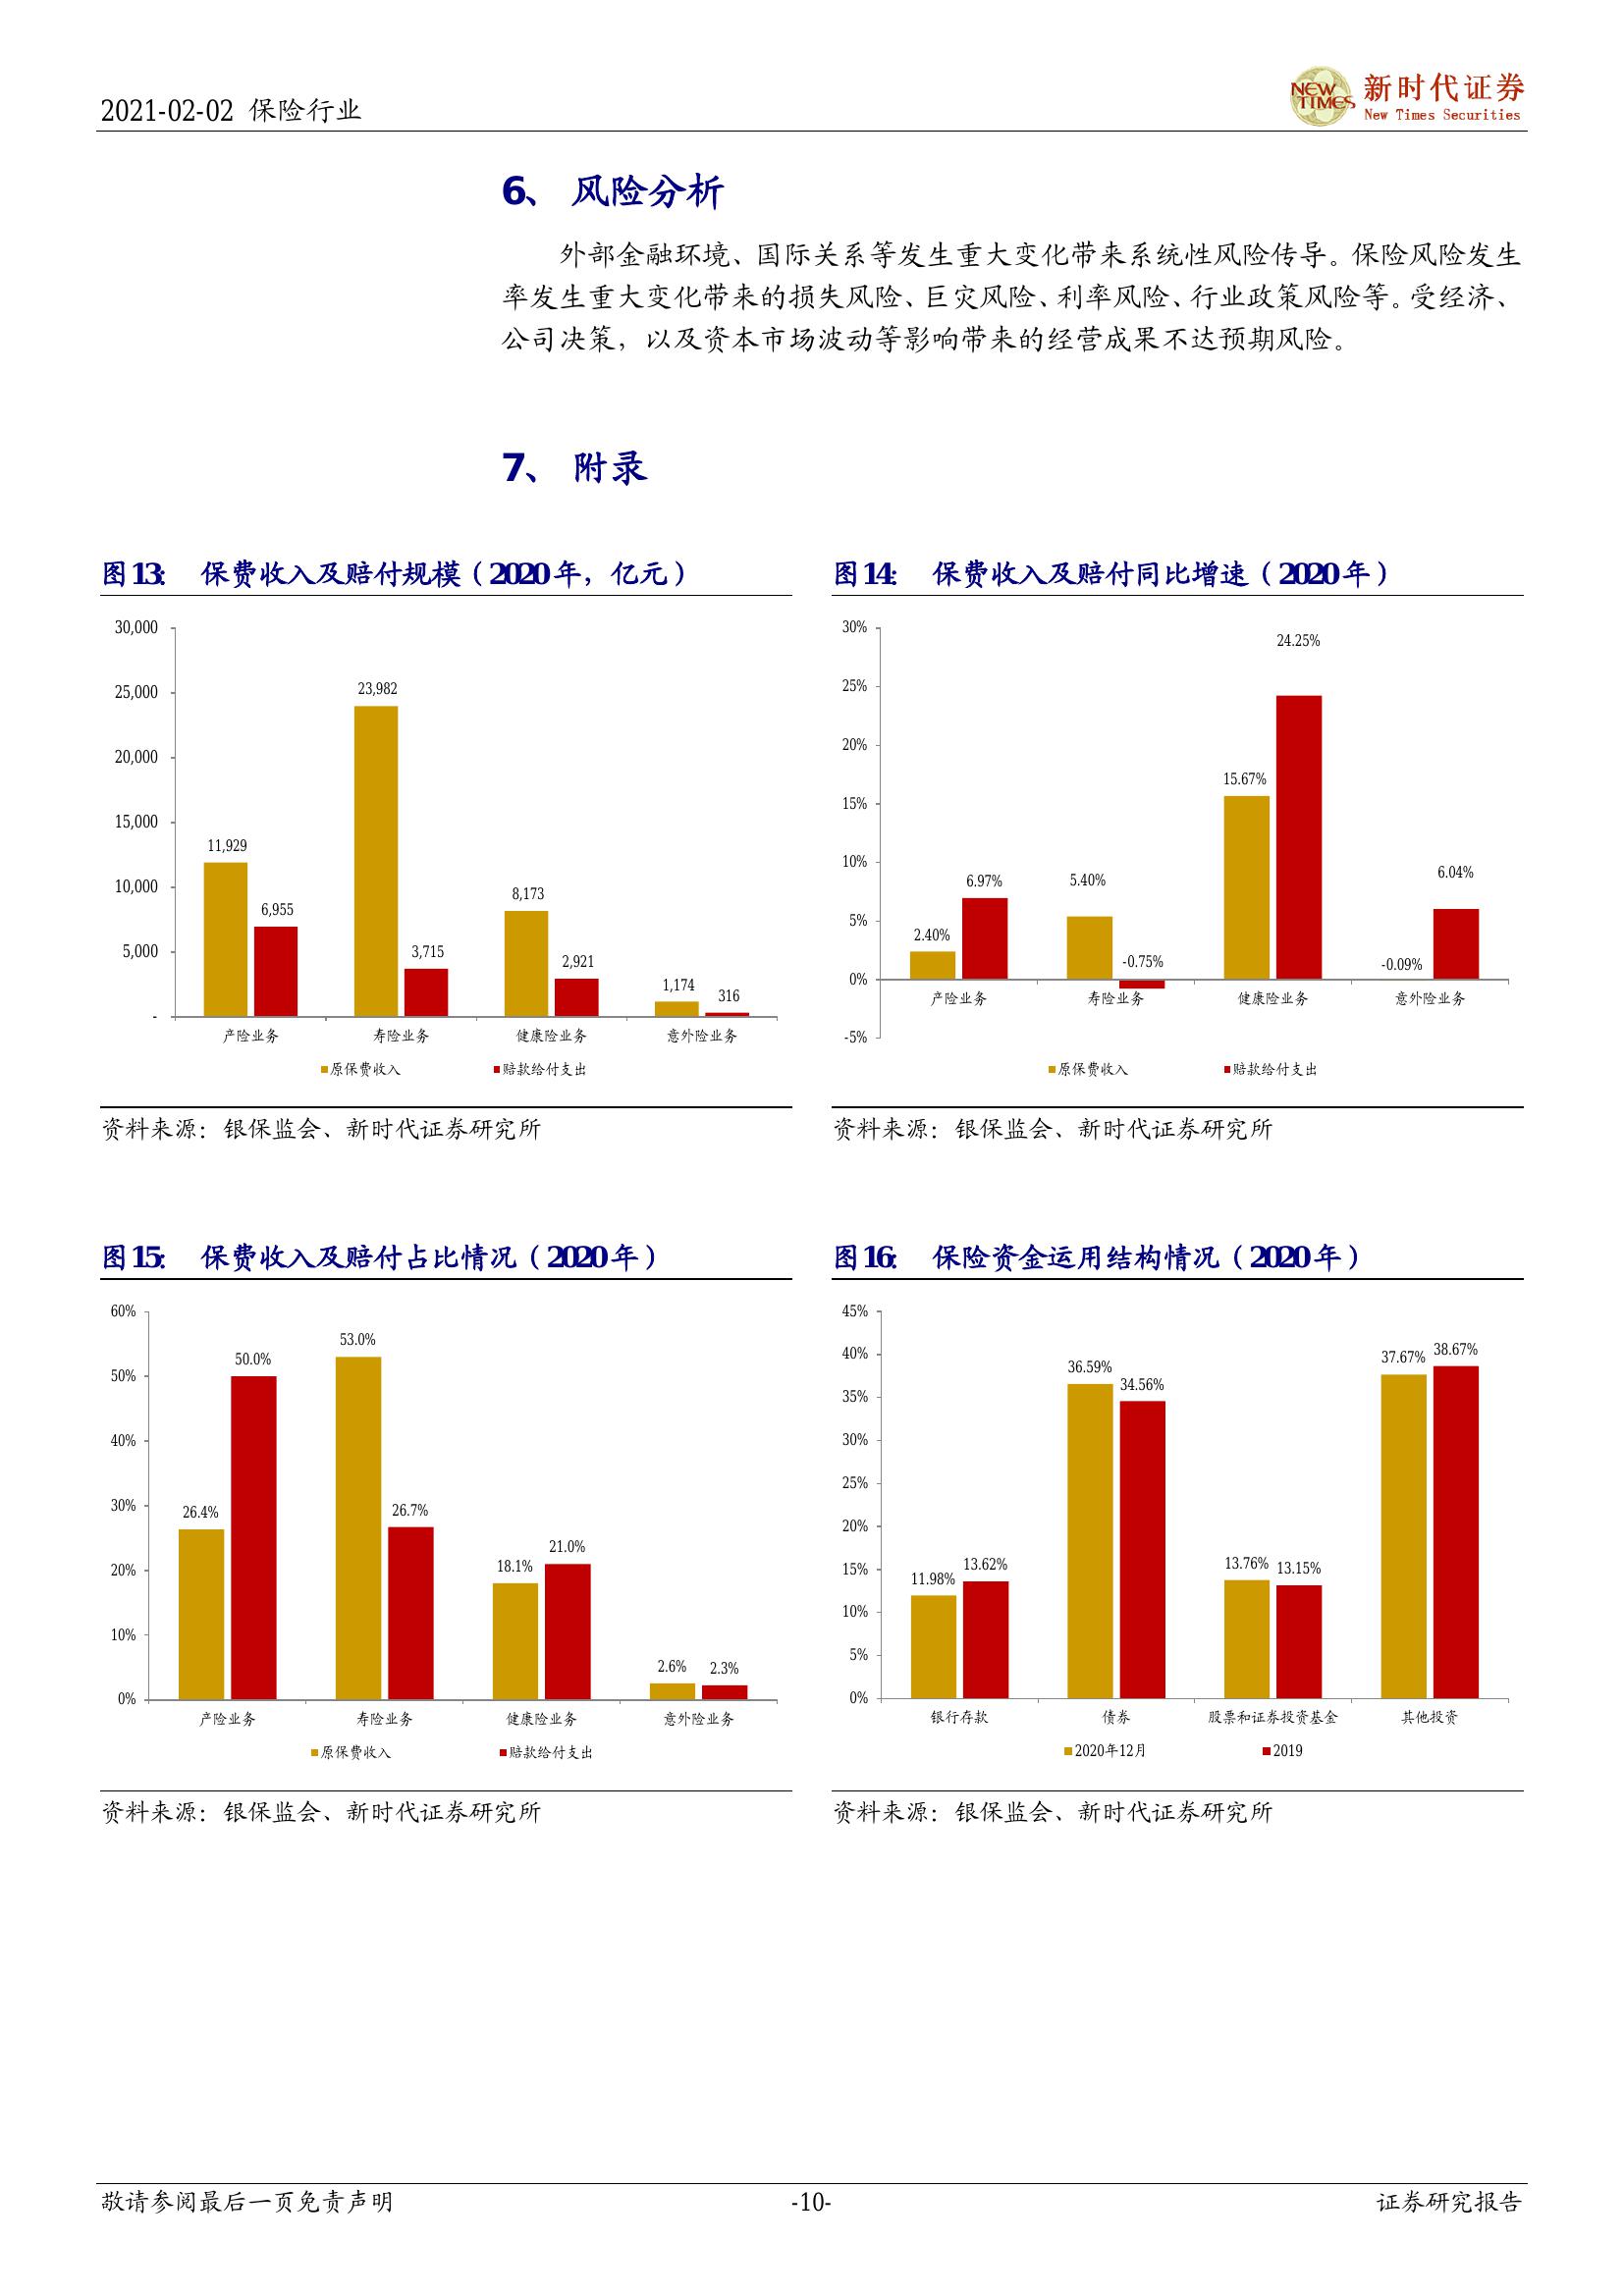 2021-02-02 保险行业
NEW TIMES
新时代证券
New Times Securities
6、 风险分析
外部金融环境、国际关系等发生重大变化带来系统性风险传导。保险风险发生
率发生重大变化带来的损失风险、巨灾风险、利率风险、行业政策风险等。受经济、
公司决策，以及资本市场波动等影响带来的经营成果不达预期风险。
7、 附录
图13： 保费收入及赔付规模（2020年，亿元）
30,000
25,000
20,000
15,000
10,000
5,000
-
11,929
6,955
23,982
3,715
8,173
2,921
1,174
316
产险业务 寿险业务 健康险业务 意外险业务
原保费收入 赔款给付支出
资料来源：银保监会、新时代证券研究所
图14： 保费收入及赔付同比增速（2020年）
30%
25%
20%
15%
10%
5%
0%
-5%
2.40%
6.97%
5.40%
-0.75%
15.67%
24.25%
-0.09%
6.04%
产险业务 寿险业务 健康险业务 意外险业务
原保费收入 赔款给付支出
资料来源：银保监会、新时代证券研究所
图15： 保费收入及赔付占比情况（2020年）
60%
50%
40%
30%
20%
10%
0%
26.4%
50.0%
53.0%
26.7%
18.1%
21.0%
2.6%
2.3%
产险业务 寿险业务 健康险业务 意外险业务
原保费收入 赔款给付支出
资料来源：银保监会、新时代证券研究所
图16： 保险资金运用结构情况（2020年）
45%
40%
35%
30%
25%
20%
15%
10%
5%
0%
11.98%
13.62%
36.59%
34.56%
13.76%
13.15%
37.67%
38.67%
银行存款 债券 股票和证券投资基金 其他投资
2020年12月 2019
资料来源：银保监会、新时代证券研究所
敬请参阅最后一页免责声明 -10- 证券研究报告